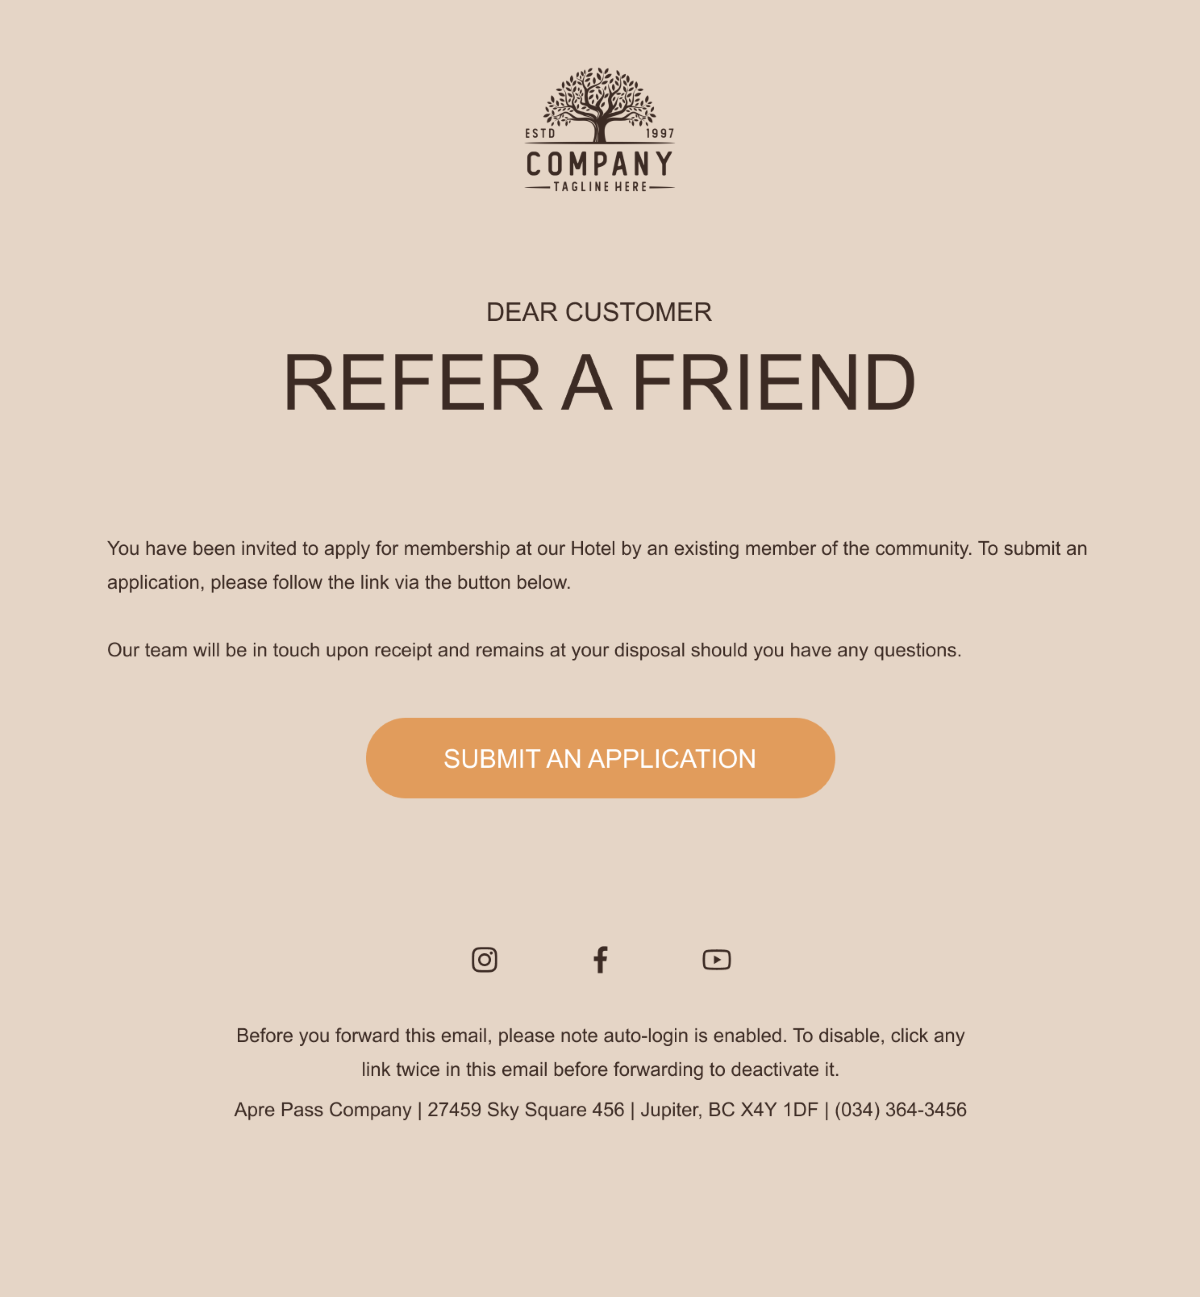 ESTD 1997
COMPANY
TAGLINE HERE
DEAR CUSTOMER
REFER A FRIEND
You have been invited to apply for membership at our Hotel by an existing member of the community. To submit an
application, please follow the link via the button below.
Our team will be in touch upon receipt and remains at your disposal should you have any questions.
SUBMIT AN APPLICATION
Before you forward this email, please note auto-login is enabled. To disable, click any
link twice in this email before forwarding to deactivate it.
Apre Pass Company | 27459 Sky Square 456 | Jupiter, BC X4Y 1DF | (034) 364-3456